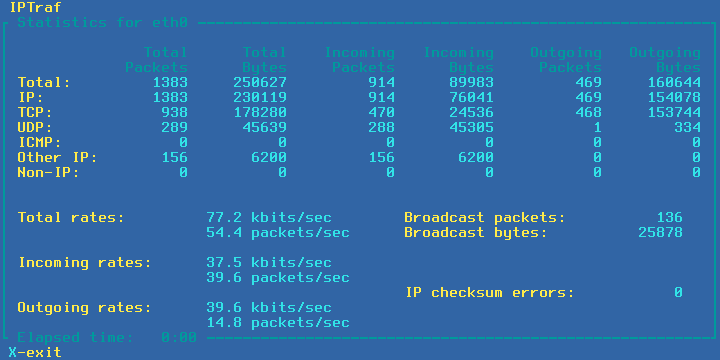 IPTraf
Statistics for eth0
Total Total Incoming Incoming Outgoing Outgoing
Packets Bytes Packets Bytes Packets Bytes
Total: 1383 250627 914 89983 469 160644
IP: 1383 230119 914 76041 469 154078
TCP: 938 178280 470 24536 468 153744
UDP: 289 45639 288 45305 1 334
ICMP: 0 0 0 0 0 0
Other IP: 156 6200 156 6200 0 0
Non-IP: 0 0 0 0 0 0
Total rates: 77.2 kbits/sec Broadcast packets: 136
54.4 packets/sec Broadcast bytes: 25878
Incoming rates: 37.5 kbits/sec
39.6 packets/sec
IP checksum errors: 0
Outgoing rates: 39.6 kbits/sec
14.8 packets/sec
Elapsed time: 0:00
X-exit